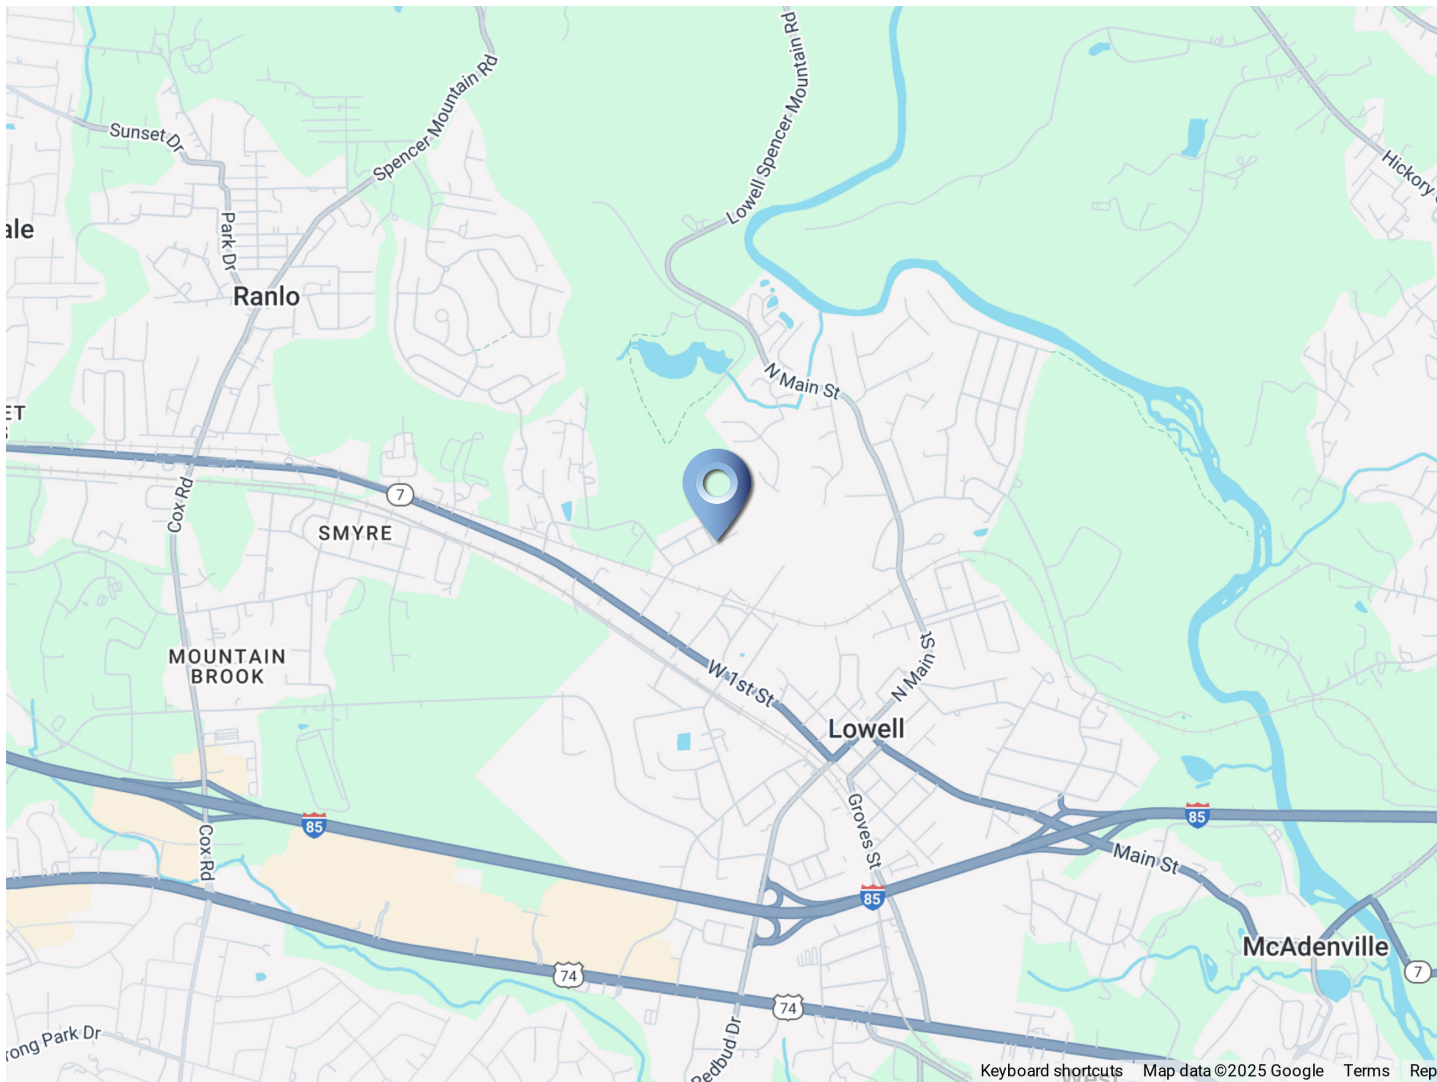 Lowell Spencer Mountain Rd
Spencer Mountain Rd
Sunset Dr
Hickory
Park Dr
ale
Ranlo
N Main St
ET
7
Cox Rd
SMYRE
N Main St
MOUNTAIN
BROOK
W 1st St
Lowell
85
85
Groves St
Cox Rd
Main St
85
McAdenville
7
74
74
rong Park Dr
Redbud Dr
Keyboard shortcuts
Map data ©2025 Google
Terms
Rep